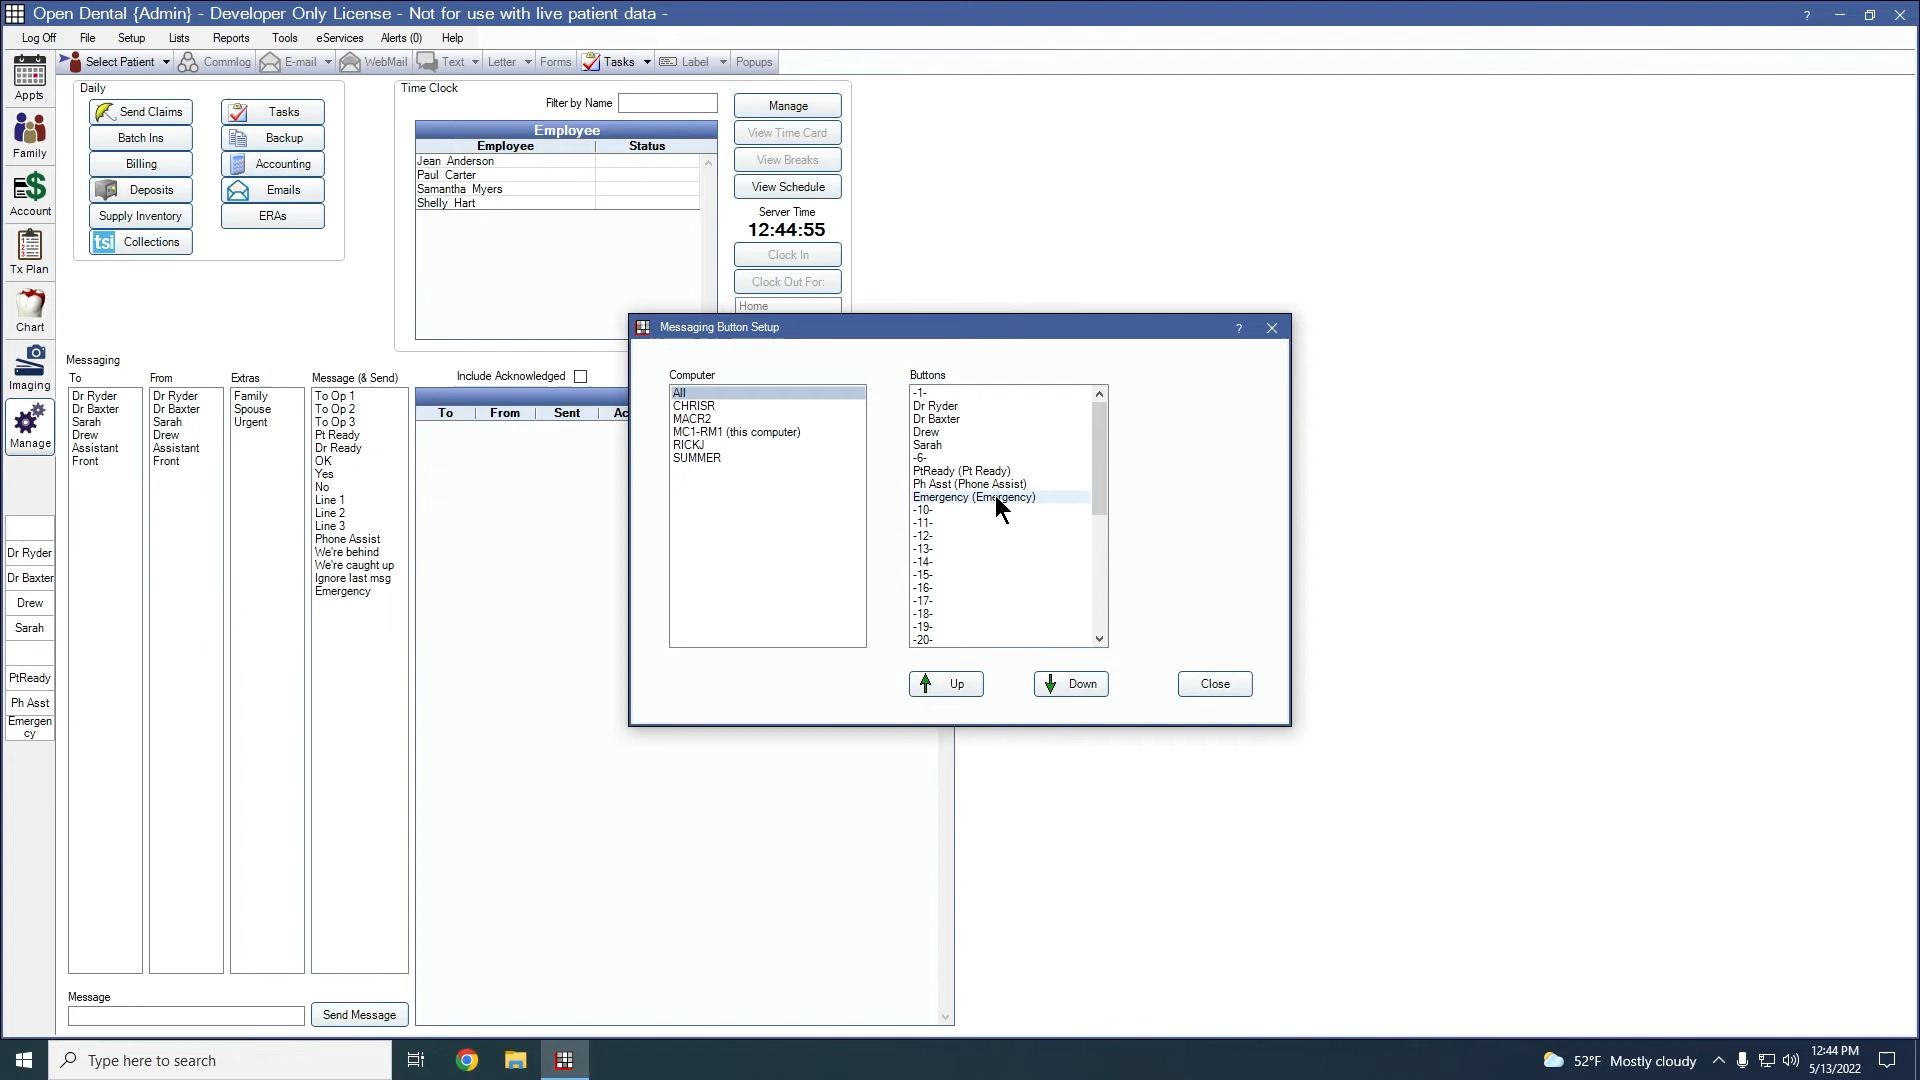 Open Dental {Admin} - Developer Only License - Not for use with live patient data -
Log Off File Setup Lists Reports Tools eServices Alerts (0) Help
Select Patient Commlog E-mail WebMail Text Letter Forms Tasks Label Popups
Appts
Family
Account
Tx Plan
Chart
Imaging
Manage
Dr Ryder
Dr Baxter
Drew
Sarah
PtReady
Ph Asst
Emergen
cy
Daily
Send Claims
Batch Ins
Billing
Deposits
Supply Inventory
tsi Collections
Tasks
Backup
Accounting
Emails
ERAs
Time Clock
Filter by Name
Employee
Employee Status
Jean Anderson
Paul Carter
Samantha Myers
Shelly Hart
Manage
View Time Card
View Breaks
View Schedule
Server Time
12:44:55
Clock In
Clock Out For:
Home
Messaging
To
Dr Ryder
Dr Baxter
Sarah
Drew
Assistant
Front
From
Dr Ryder
Dr Baxter
Sarah
Drew
Assistant
Front
Extras
Family
Spouse
Urgent
Message (& Send)
To Op 1
To Op 2
To Op 3
Pt Ready
Dr Ready
OK
Yes
No
Line 1
Line 2
Line 3
Phone Assist
We're behind
We're caught up
Ignore last msg
Emergency
Include Acknowledged
To From Sent Ac
Message
Send Message
Messaging Button Setup
?
Computer
All
CHRISR
MACR2
MC1-RM1 (this computer)
RICKJ
SUMMER
Buttons
-1-
Dr Ryder
Dr Baxter
Drew
Sarah
-6-
PtReady (Pt Ready)
Ph Asst (Phone Assist)
Emergency (Emergency)
-10-
-11-
-12-
-13-
-14-
-15-
-16-
-17-
-18-
-19-
-20-
Up
Down
Close
Type here to search
52°F Mostly cloudy
12:44 PM
5/13/2022